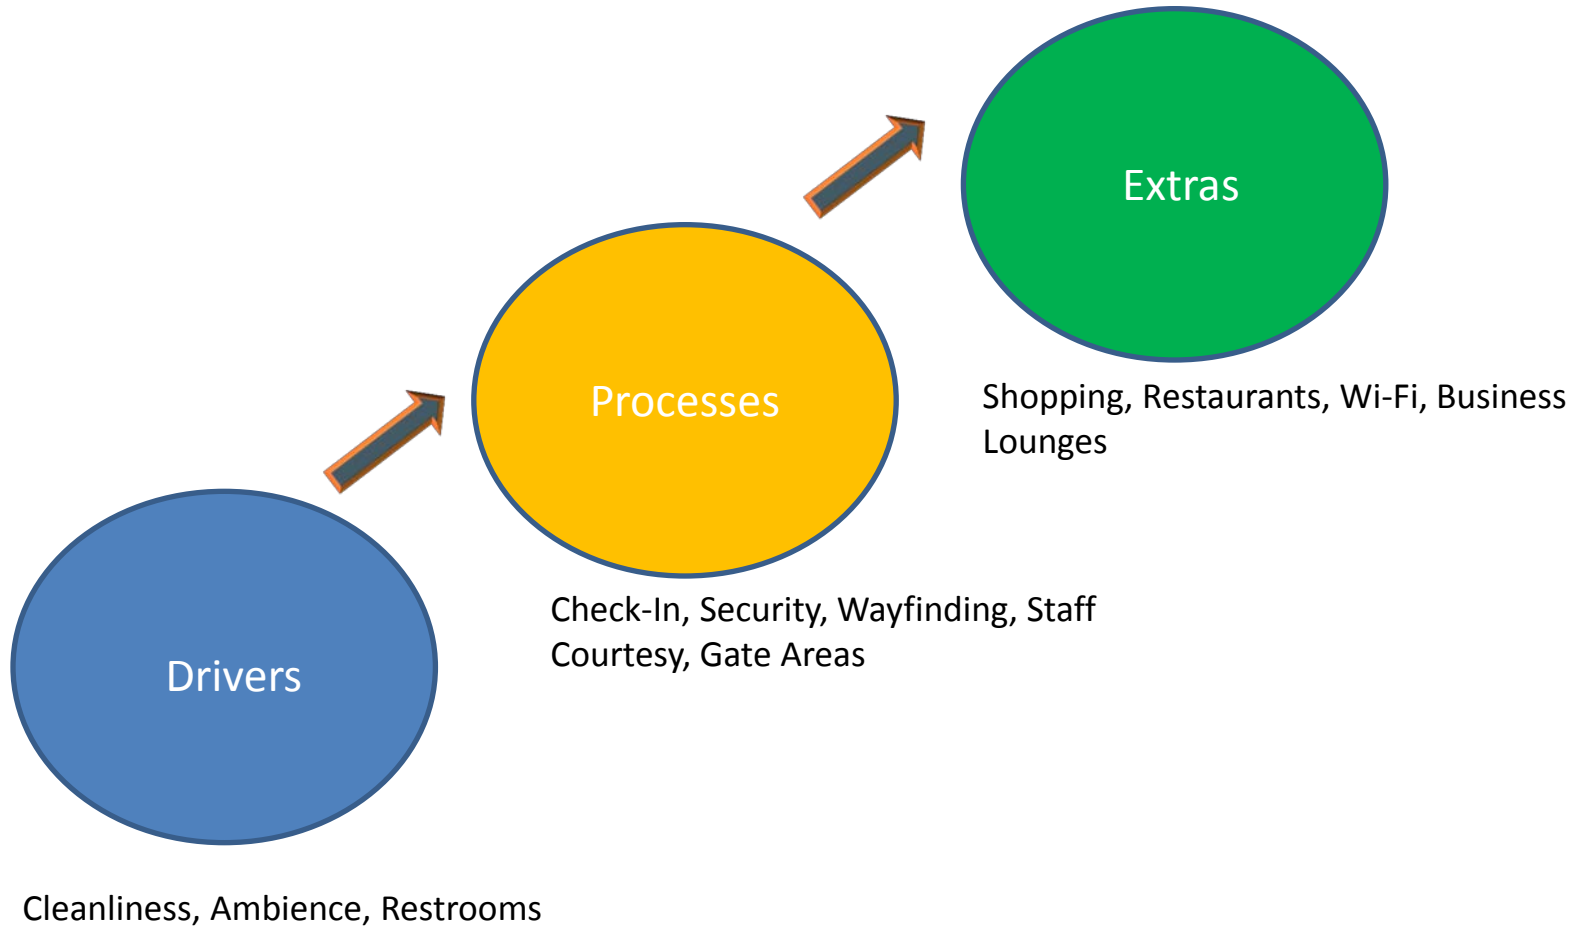 Extras
Shopping, Restaurants, Wi-Fi, Business
Lounges
Processes
Check-In, Security, Wayfinding, Staff
Courtesy, Gate Areas
Drivers
Cleanliness, Ambience, Restrooms